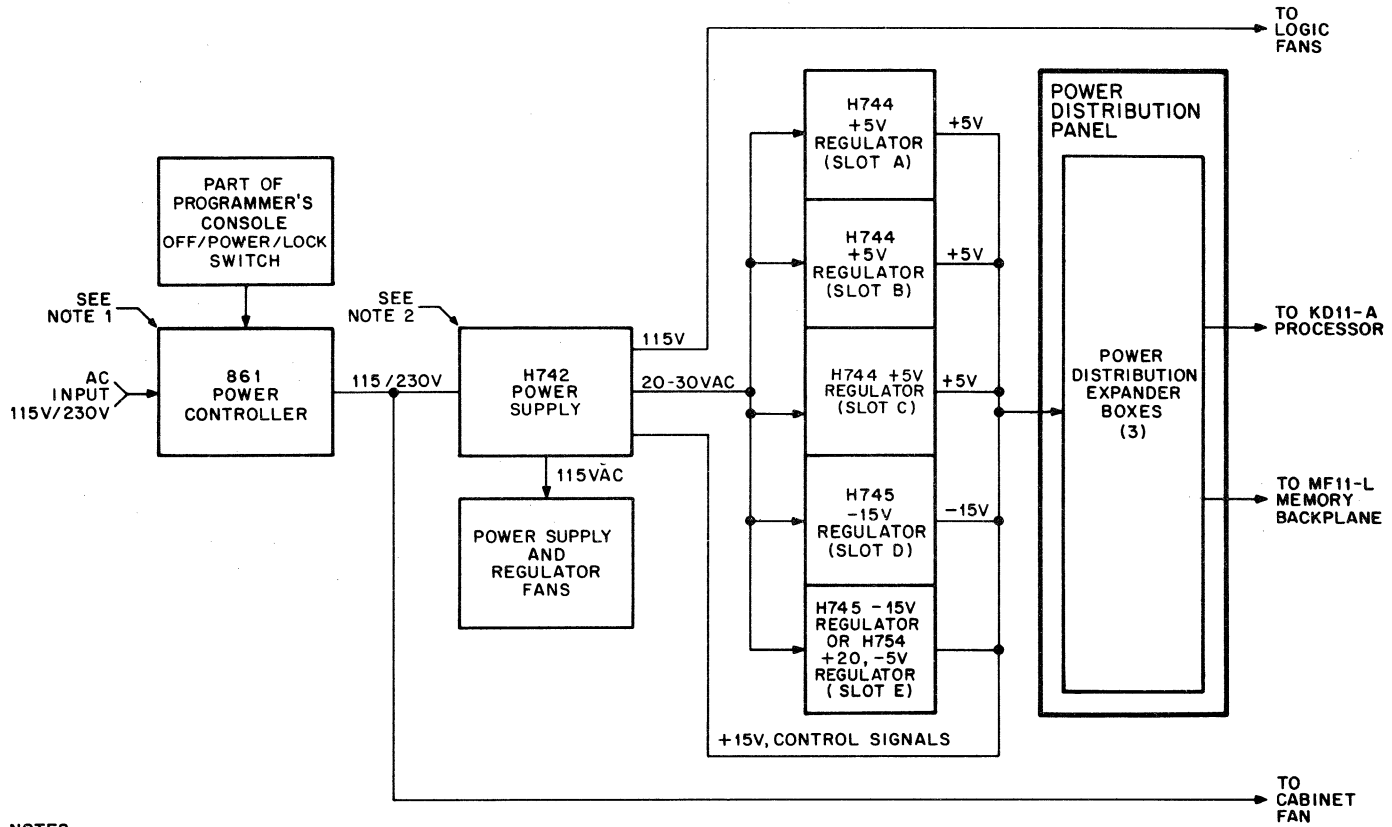 TO
LOGIC
FANS
H744
+5V
REGULATOR
(SLOT A)
+5V
POWER
DISTRIBUTION
PANEL
PART OF
PROGRAMMER'S
CONSOLE
OFF/POWER/LOCK
SWITCH
H744
+5V
REGULATOR
(SLOT B)
+5V
SEE
NOTE 1
SEE
NOTE 2
AC
INPUT
115V/230V
861
POWER
CONTROLLER
115/230V
H742
POWER
SUPPLY
115V
20-30VAC
H744 +5V
REGULATOR
(SLOT C)
+5V
POWER
DISTRIBUTION
EXPANDER
BOXES
(3)
TO KD11-A
PROCESSOR
115VAC
POWER SUPPLY
AND
REGULATOR
FANS
H745
-15V
REGULATOR
(SLOT D)
-15V
TO MF11-L
MEMORY
BACKPLANE
H745 -15V
REGULATOR
OR H754
+20, -5V
REGULATOR
(SLOT E)
+15V, CONTROL SIGNALS
TO
CABINET
FAN